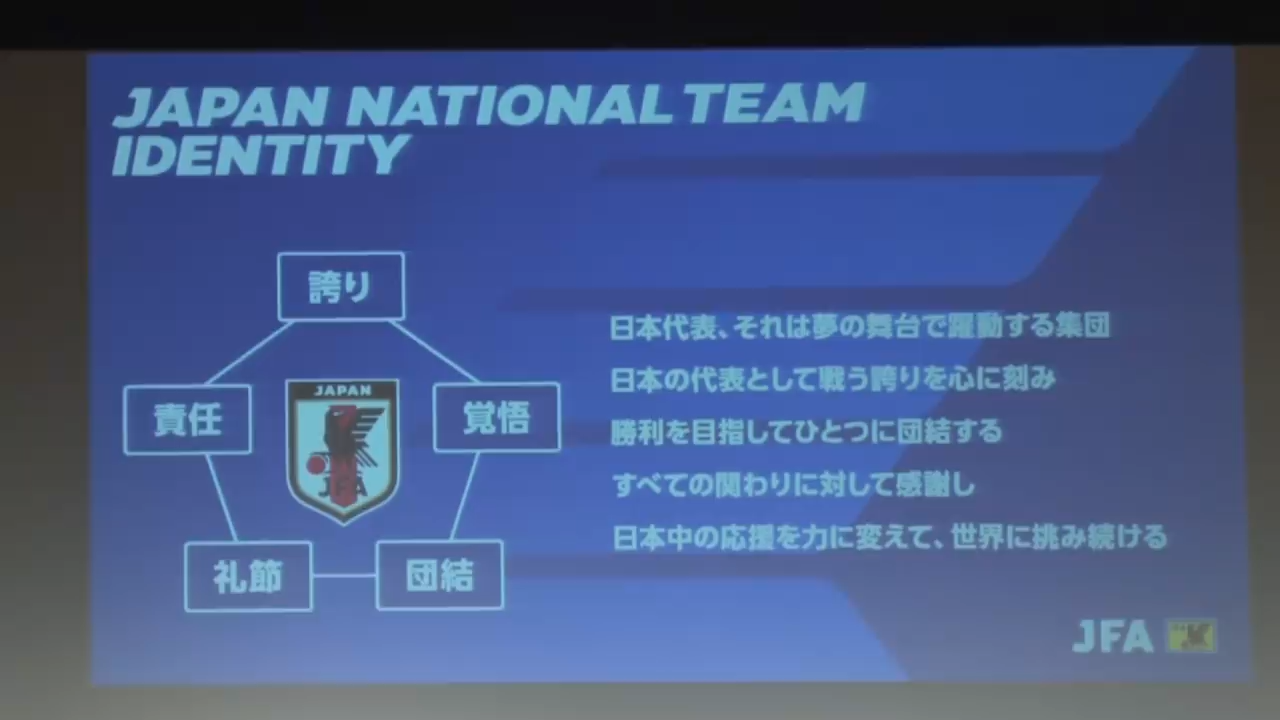 JAPAN NATIONAL TEAM
IDENTITY
誇り
責任
覚悟
礼節
団結
JAPAN
JFA
日本代表、それは夢の舞台で躍動する集団
日本の代表として戦う誇りを心に刻み
勝利を目指してひとつに団結する
すべての関わりに対して感謝し
日本中の応援を力に変えて、世界に挑み続ける
JFA